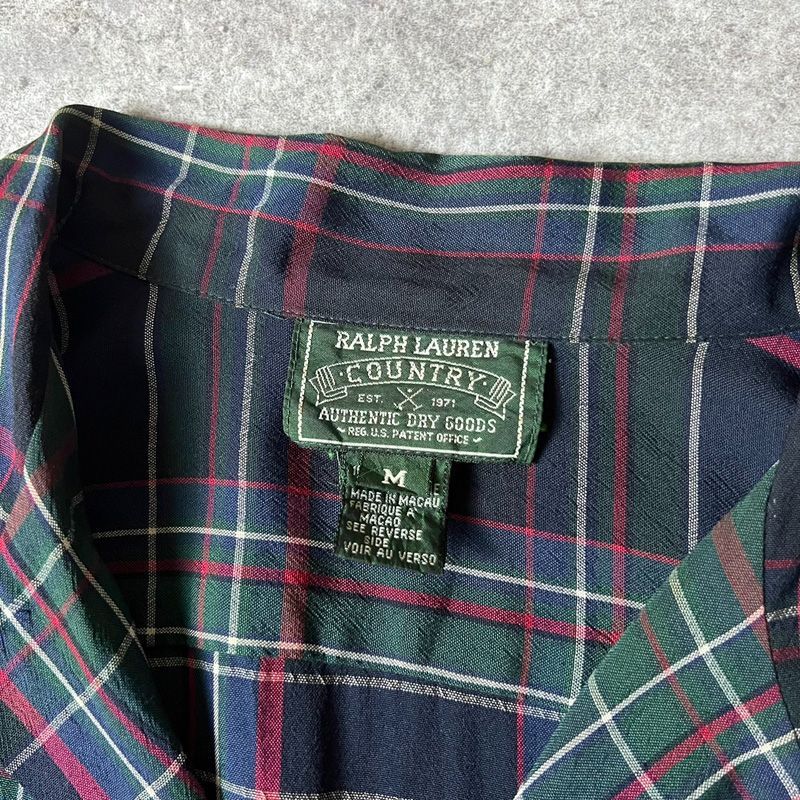 RALPH LAUREN
COUNTRY
EST. 1971
AUTHENTIC DRY GOODS
~ REG. U.S. PATENT OFFICE ~
M
MADE IN MACAU
FABRIQUE A
MACAO
SEE REVERSE
SIDE
VOIR AU VERSO